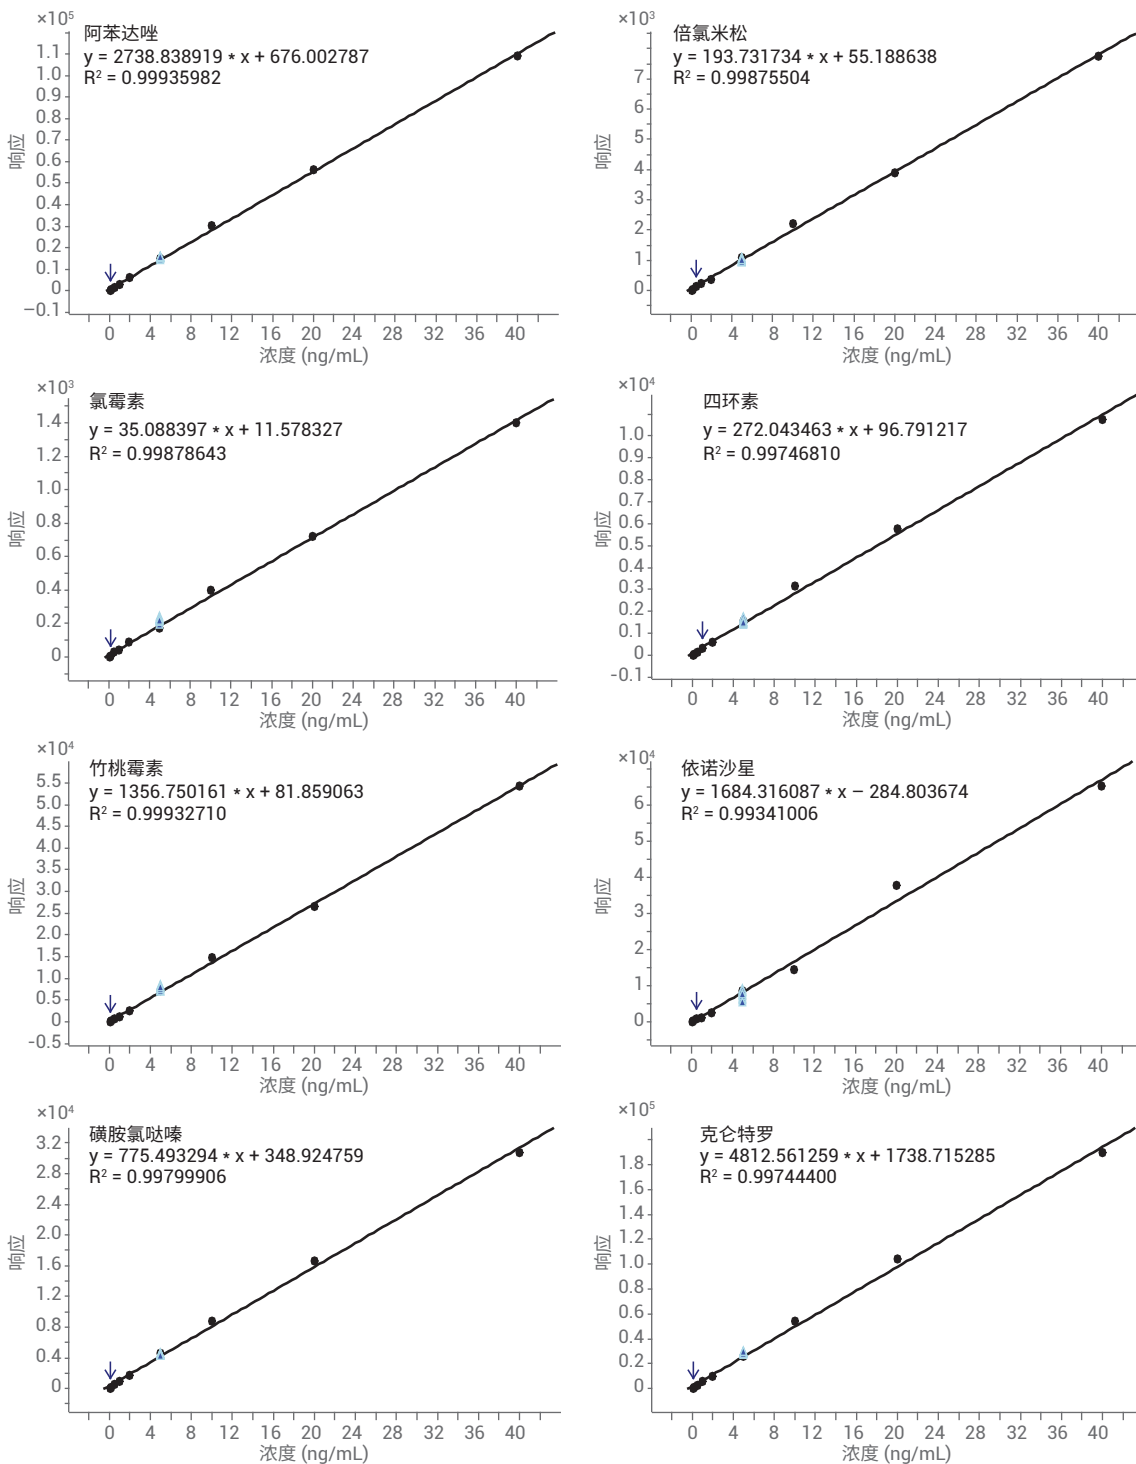 ×10⁵
阿苯达唑
y = 2738.838919 * x + 676.002787
R² = 0.99935982
响应
1.1
1.0
0.9
0.8
0.7
0.6
0.5
0.4
0.3
0.2
0.1
0
−0.1
0 4 8 12 16 20 24 28 32 36 40
浓度 (ng/mL)
×10³
倍氯米松
y = 193.731734 * x + 55.188638
R² = 0.99875504
响应
7
6
5
4
3
2
1
0
0 4 8 12 16 20 24 28 32 36 40
浓度 (ng/mL)
×10³
氯霉素
y = 35.088397 * x + 11.578327
R² = 0.99878643
响应
1.4
1.2
1.0
0.8
0.6
0.4
0.2
0
0 4 8 12 16 20 24 28 32 36 40
浓度 (ng/mL)
×10⁴
四环素
y = 272.043463 * x + 96.791217
R² = 0.99746810
响应
1.0
0.9
0.8
0.7
0.6
0.5
0.4
0.3
0.2
0.1
0
-0.1
0 4 8 12 16 20 24 28 32 36 40
浓度 (ng/mL)
×10⁴
竹桃霉素
y = 1356.750161 * x + 81.859063
R² = 0.99932710
响应
5.5
5.0
4.5
4.0
3.5
3.0
2.5
2.0
1.5
1.0
0.5
0
-0.5
0 4 8 12 16 20 24 28 32 36 40
浓度 (ng/mL)
×10⁴
依诺沙星
y = 1684.316087 * x − 284.803674
R² = 0.99341006
响应
6
5
4
3
2
1
0
0 4 8 12 16 20 24 28 32 36 40
浓度 (ng/mL)
×10⁴
磺胺氯哒嗪
y = 775.493294 * x + 348.924759
R² = 0.99799906
响应
3.2
2.8
2.4
2.0
1.6
1.2
0.8
0.4
0
0 4 8 12 16 20 24 28 32 36 40
浓度 (ng/mL)
×10⁵
克仑特罗
y = 4812.561259 * x + 1738.715285
R² = 0.99744400
响应
1.8
1.6
1.4
1.2
1.0
0.8
0.6
0.4
0.2
0
0 4 8 12 16 20 24 28 32 36 40
浓度 (ng/mL)